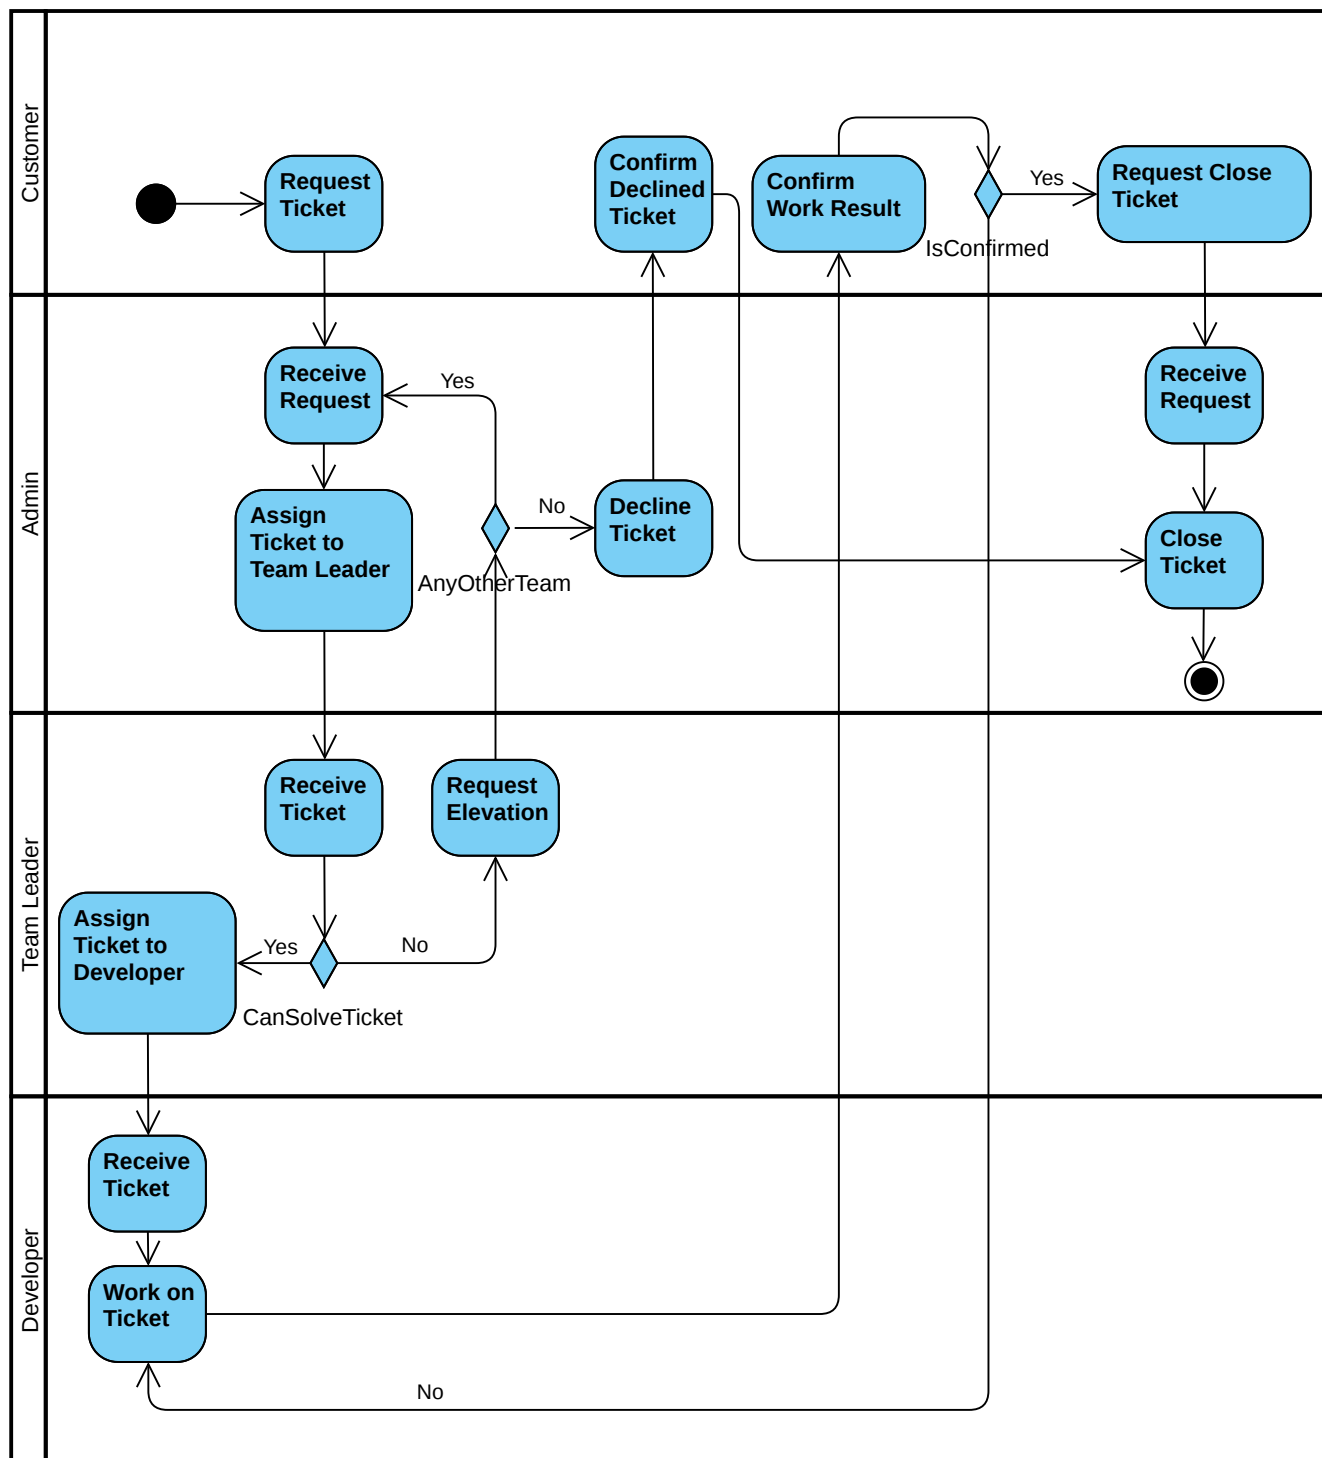 Customer
Request
Ticket
Confirm
Declined
Ticket
Confirm
Work Result
IsConfirmed
Yes
Request Close
Ticket
Admin
Receive
Request
Yes
Assign
Ticket to
Team Leader
AnyOtherTeam
No
Decline
Ticket
Receive
Request
Close
Ticket
Team Leader
Receive
Ticket
Request
Elevation
Assign
Ticket to
Developer
Yes
No
CanSolveTicket
Developer
Receive
Ticket
Work on
Ticket
No